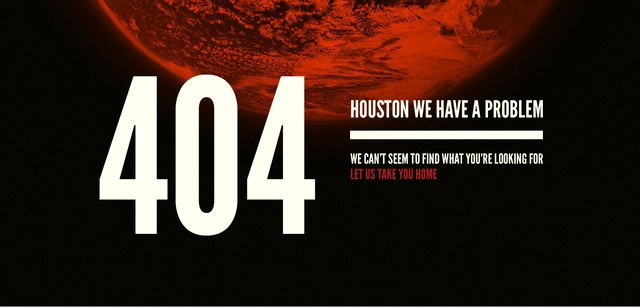 404
HOUSTON WE HAVE A PROBLEM
WE CAN'T SEEM TO FIND WHAT YOU'RE LOOKING FOR
LET US TAKE YOU HOME